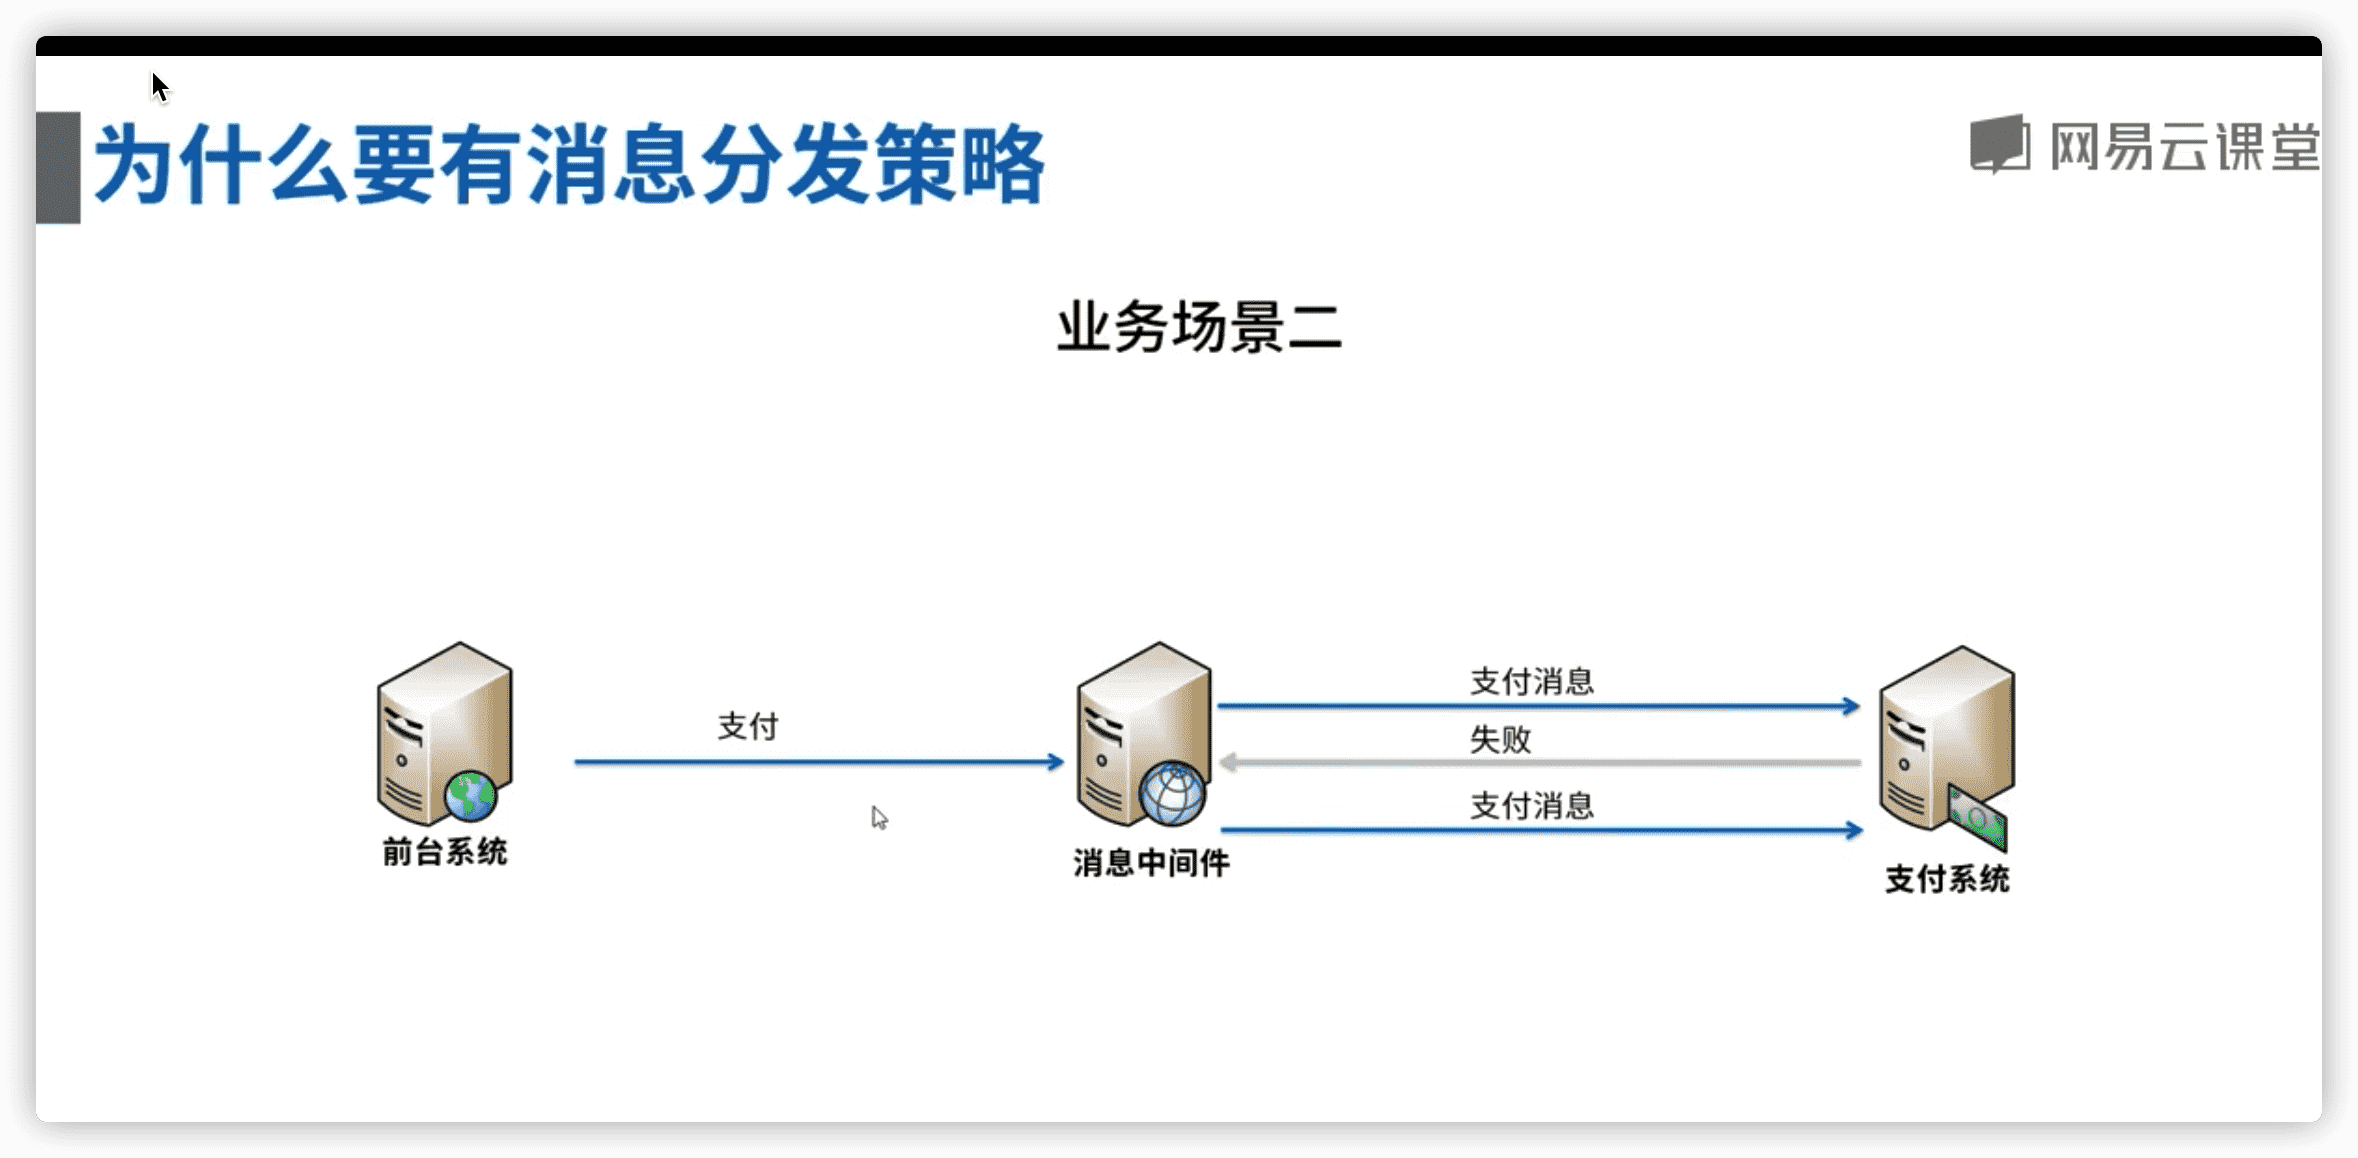 为什么要有消息分发策略
网易云课堂
业务场景二
支付
支付消息
失败
支付消息
前台系统
消息中间件
支付系统